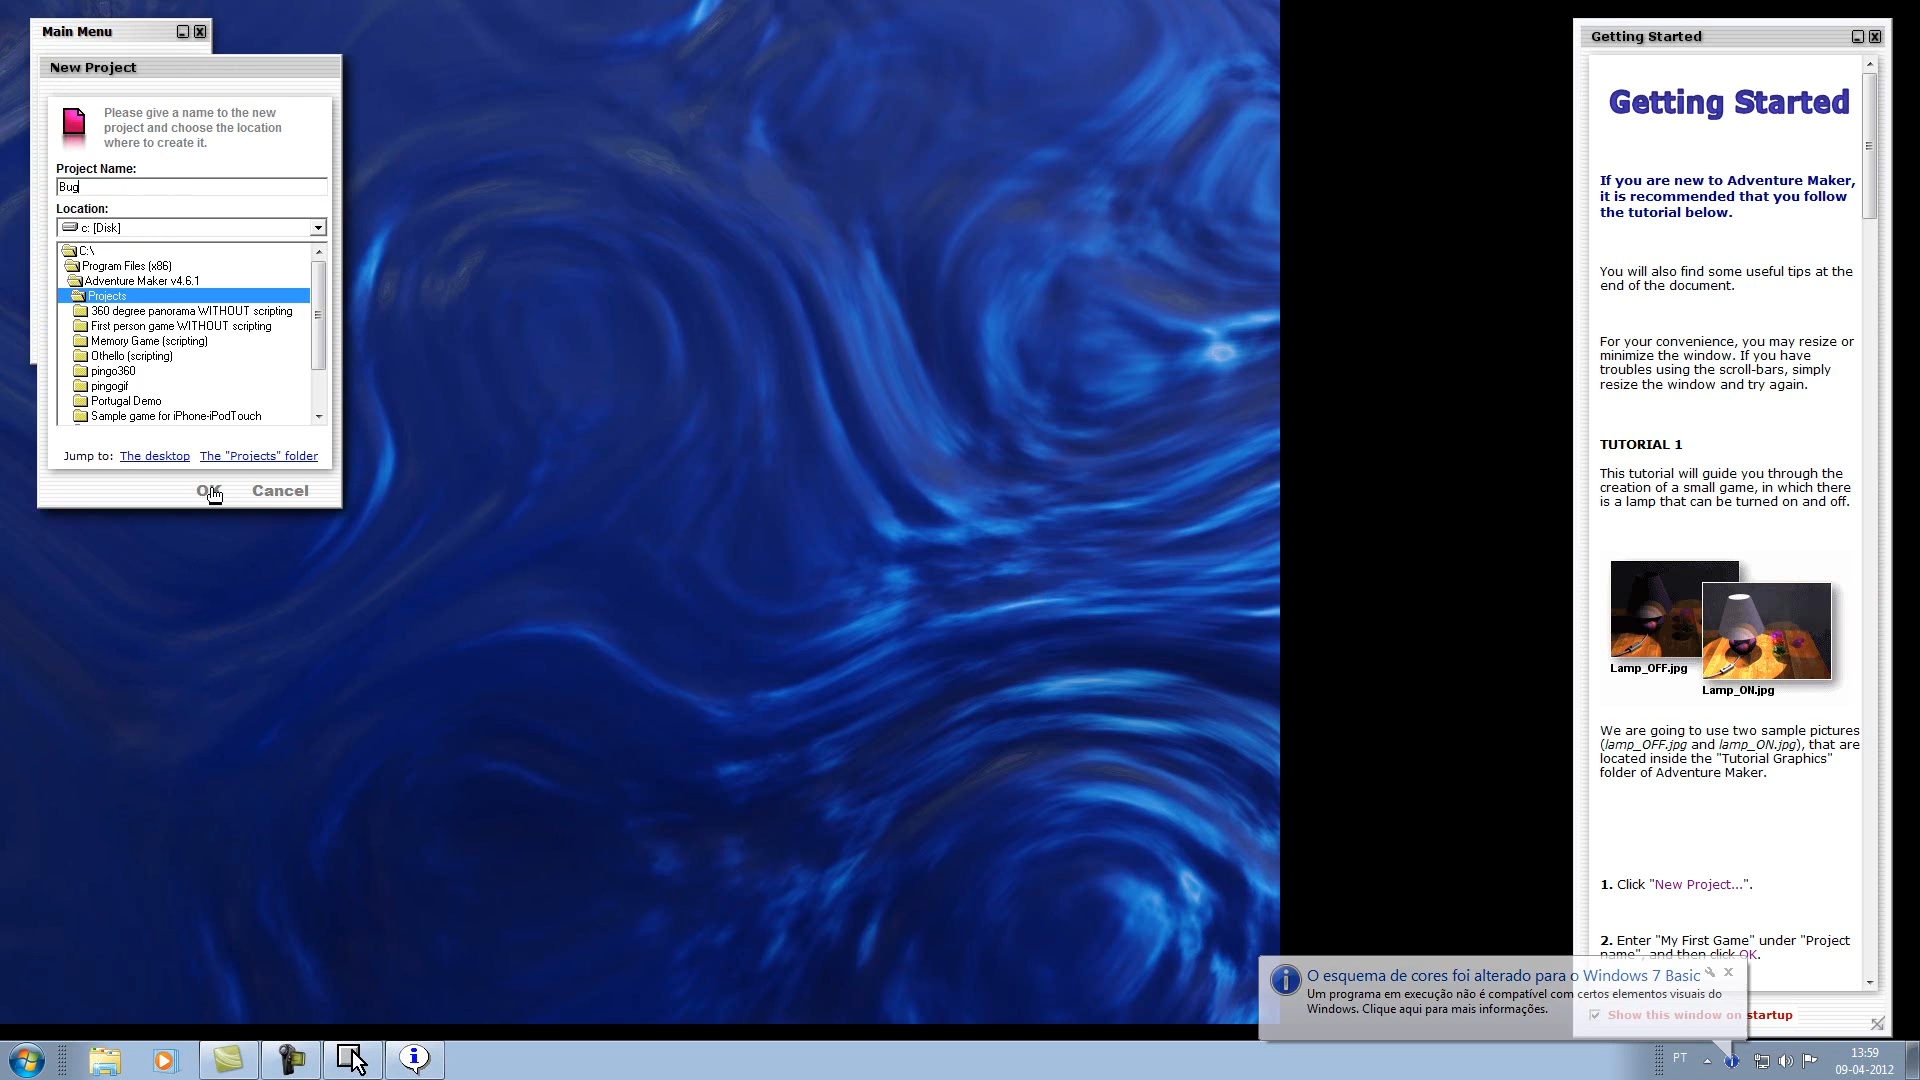 Main Menu
New Project
Please give a name to the new
project and choose the location
where to create it.
Project Name:
Bug
Location:
c: [Disk]
C:\
Program Files (x86)
Adventure Maker v4.6.1
Projects
360 degree panorama WITHOUT scripting
First person game WITHOUT scripting
Memory Game (scripting)
Othello (scripting)
pingo360
pingogif
Portugal Demo
Sample game for iPhone-iPodTouch
Jump to: The desktop The "Projects" folder
OK Cancel
Getting Started
Getting Started
If you are new to Adventure Maker,
it is recommended that you follow
the tutorial below.
You will also find some useful tips at the
end of the document.
For your convenience, you may resize or
minimize the window. If you have
troubles using the scroll-bars, simply
resize the window and try again.
TUTORIAL 1
This tutorial will guide you through the
creation of a small game, in which there
is a lamp that can be turned on and off.
Lamp_OFF.jpg
Lamp_ON.jpg
We are going to use two sample pictures
(lamp_OFF.jpg and lamp_ON.jpg), that are
located inside the "Tutorial Graphics"
folder of Adventure Maker.
1. Click "New Project...".
2. Enter "My First Game" under "Project
name", and then click OK.
Show this window on startup
O esquema de cores foi alterado para o Windows 7 Basic
Um programa em execução não é compatível com certos elementos visuais do
Windows. Clique aqui para mais informações.
PT
13:59
09-04-2012